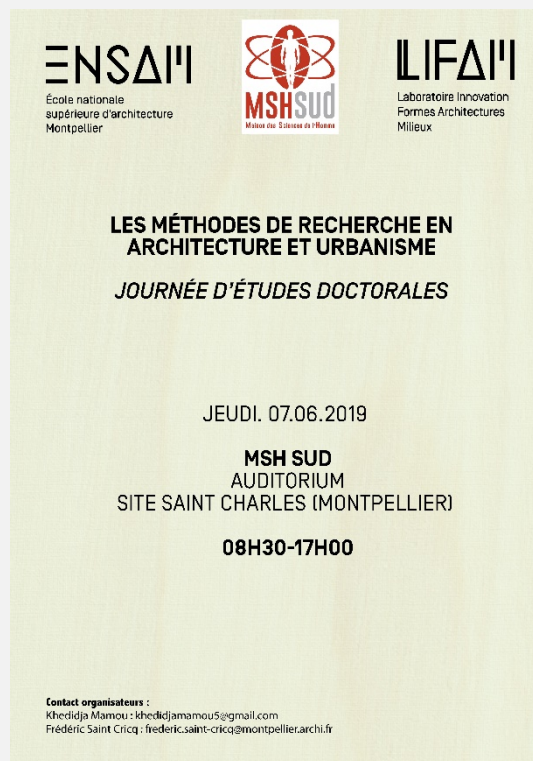 ENSAM
École nationale
supérieure d'architecture
Montpellier
MSHSUD
Maison des Sciences de l'Homme
LIFAM
Laboratoire Innovation
Formes Architectures
Milieux
LES MÉTHODES DE RECHERCHE EN
ARCHITECTURE ET URBANISME
JOURNÉE D'ÉTUDES DOCTORALES
JEUDI. 07.06.2019
MSH SUD
AUDITORIUM
SITE SAINT CHARLES (MONTPELLIER)
08H30-17H00
Contact organisateurs :
Khedidja Mamou : khedidjamamou5@gmail.com
Frédéric Saint Cricq : frederic.saint-cricq@montpellier.archi.fr